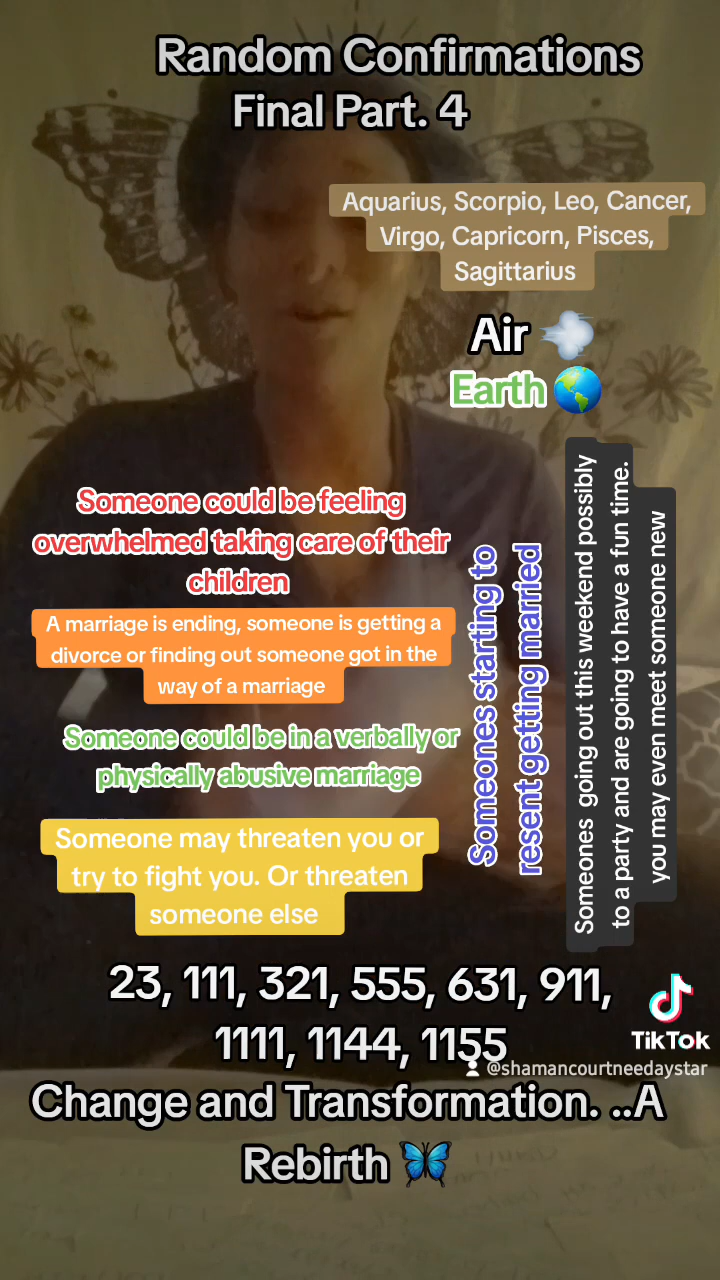 Random Confirmations
Final Part. 4
Aquarius, Scorpio, Leo, Cancer,
Virgo, Capricorn, Pisces,
Sagittarius
Air
Earth
Someone could be feeling
overwhelmed taking care of their
children
A marriage is ending, someone is getting a
divorce or finding out someone got in the
way of a marriage
Someone could be in a verbally or
physically abusive marriage
Someone may threaten you or
try to fight you. Or threaten
someone else
Someones starting to
resent getting married
Someones going out this weekend possibly
to a party and are going to have a fun time.
you may even meet someone new
23, 111, 321, 555, 631, 911,
1111, 1144, 1155
TikTok
@shamancourtneedaystar
Change and Transformation. ..A
Rebirth